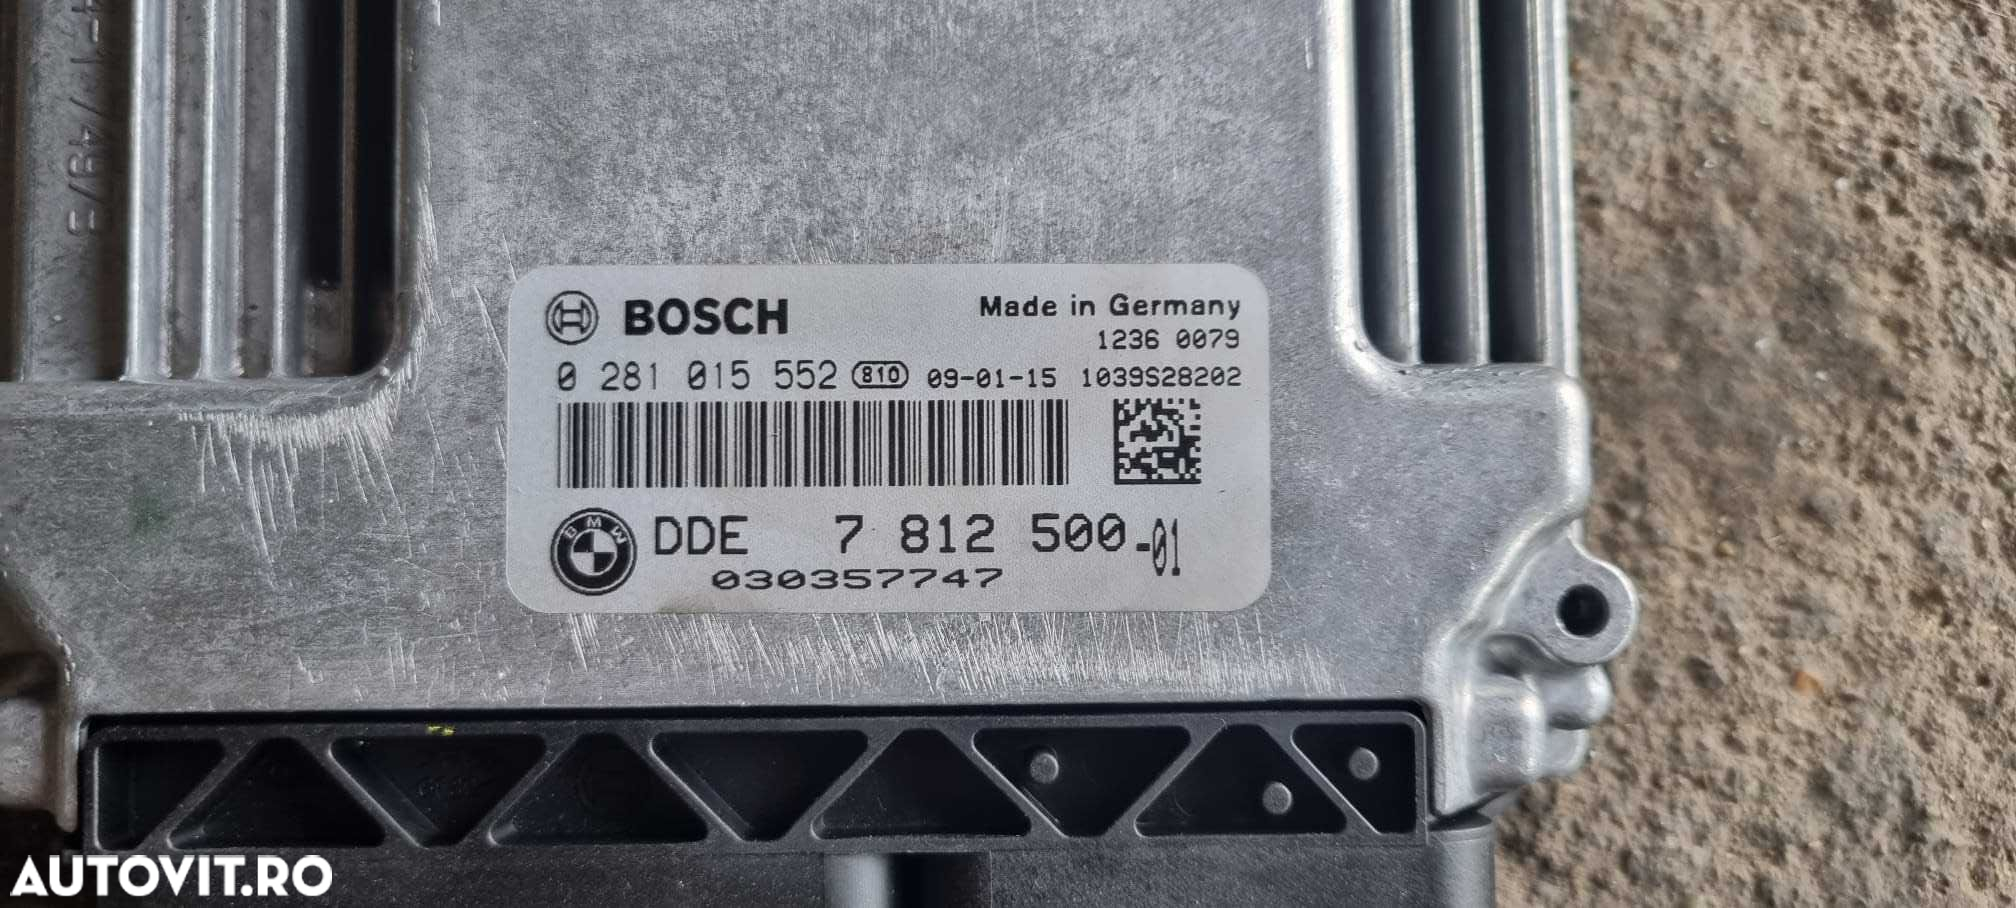 BOSCH
Made in Germany
1236 0079
0 281 015 552 810 09-01-15 1039S28202
BMW
DDE 7 812 500-01
030357747
AUTOVIT.RO